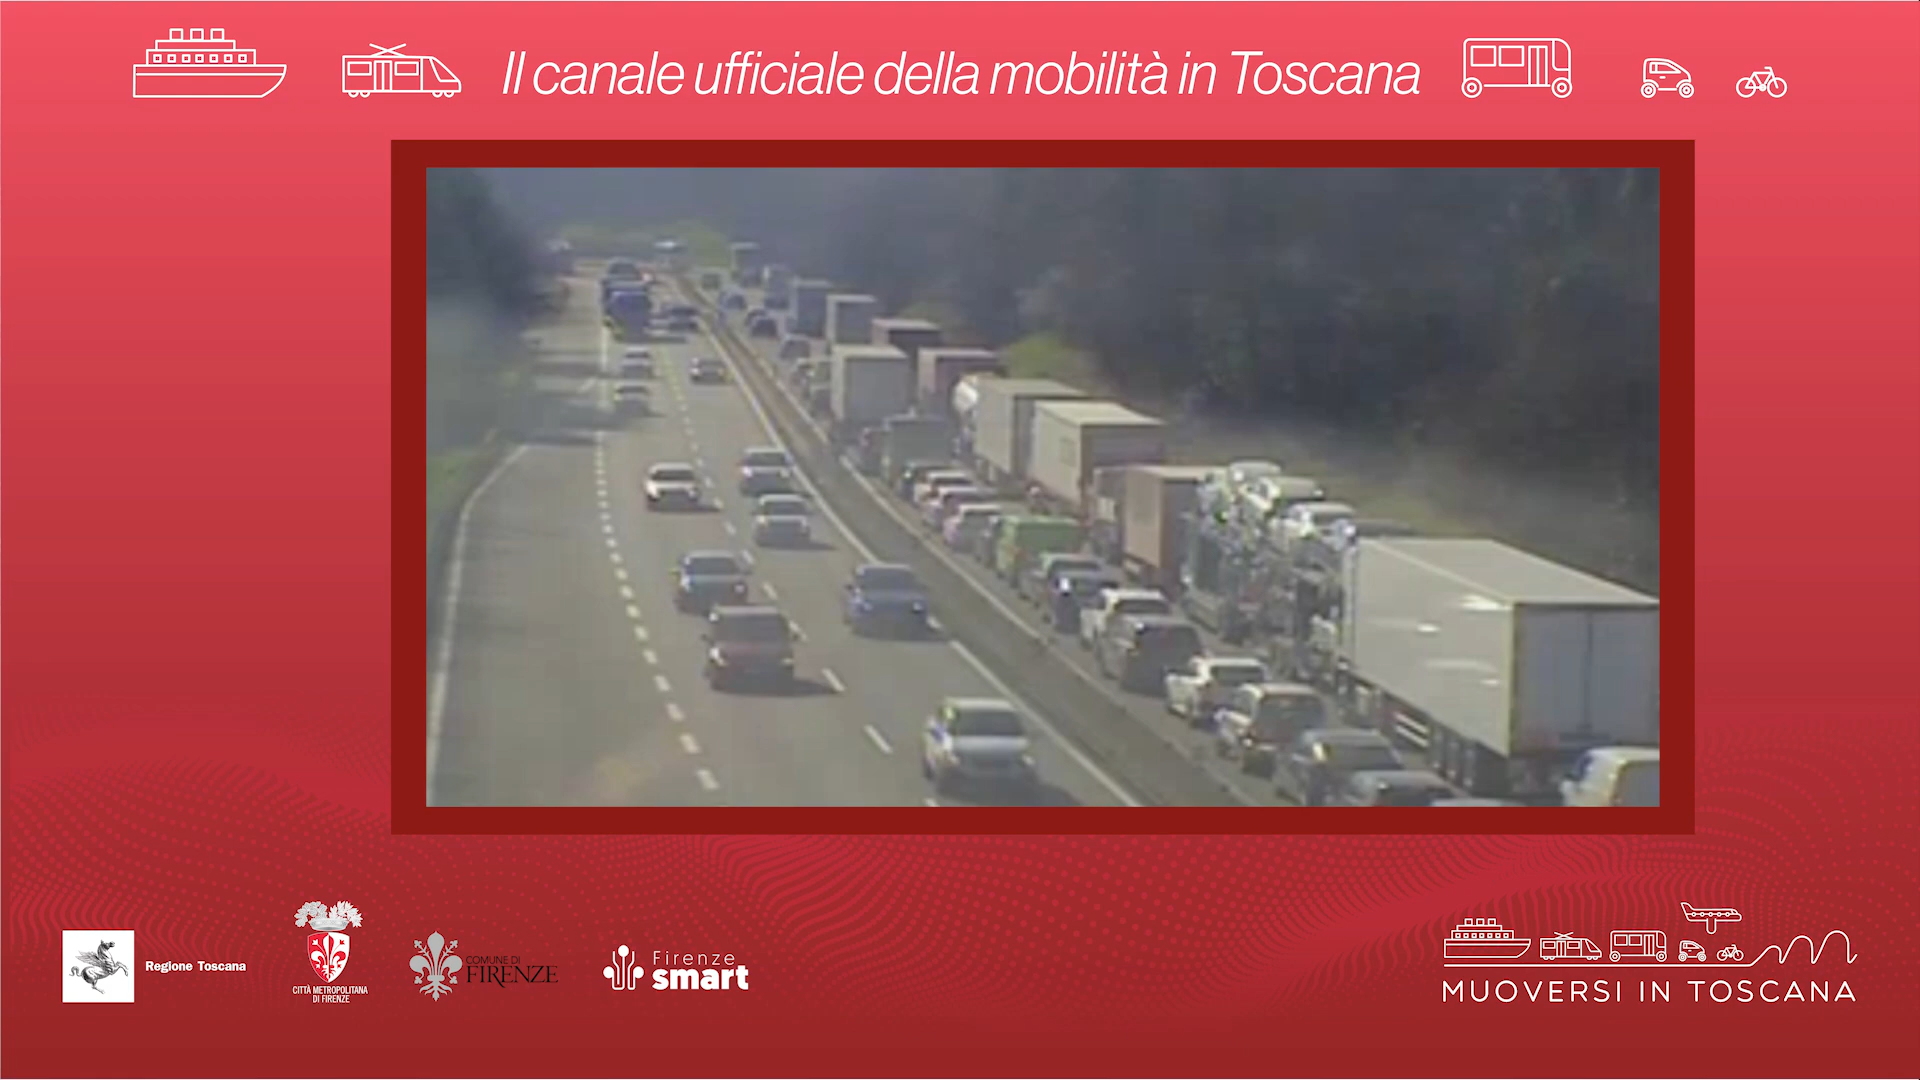 Il canale ufficiale della mobilità in Toscana
Regione Toscana
CITTÀ METROPOLITANA
DI FIRENZE
COMUNE DI
FIRENZE
Firenze
smart
MUOVERSI IN TOSCANA